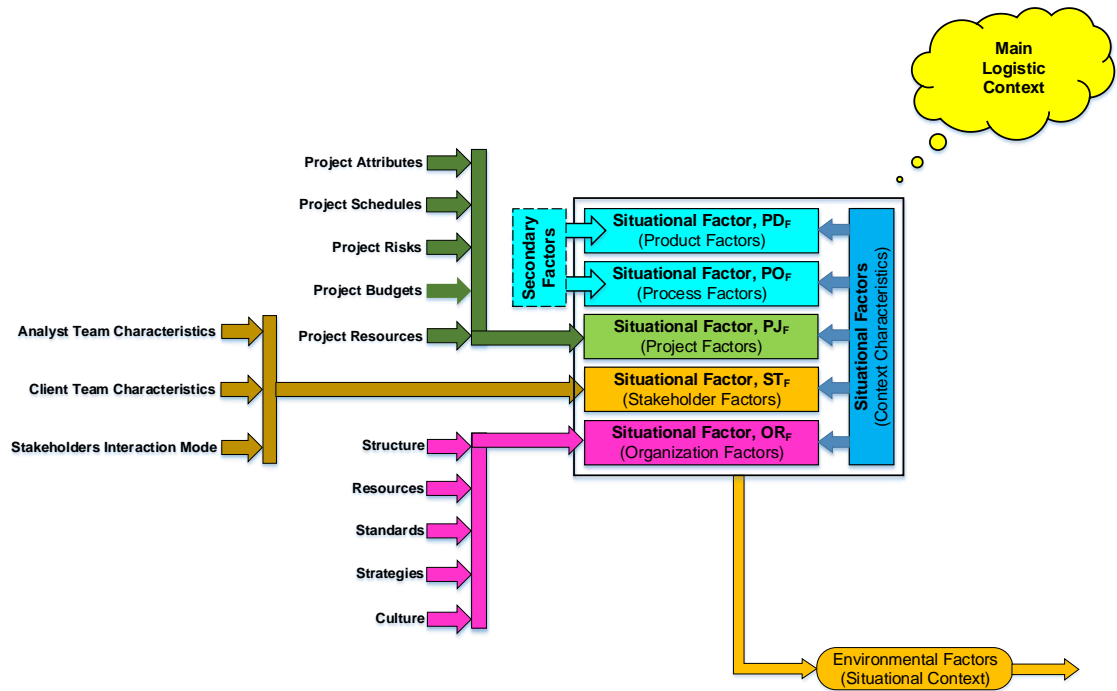 Main
Logistic
Context
Project Attributes
Project Schedules
Project Risks
Project Budgets
Project Resources
Analyst Team Characteristics
Client Team Characteristics
Stakeholders Interaction Mode
Structure
Resources
Standards
Strategies
Culture
Secondary
Factors
Situational Factor, PDF
(Product Factors)
Situational Factor, POF
(Process Factors)
Situational Factor, PJF
(Project Factors)
Situational Factor, STF
(Stakeholder Factors)
Situational Factor, ORF
(Organization Factors)
Situational Factors
(Context Characteristics)
Environmental Factors
(Situational Context)